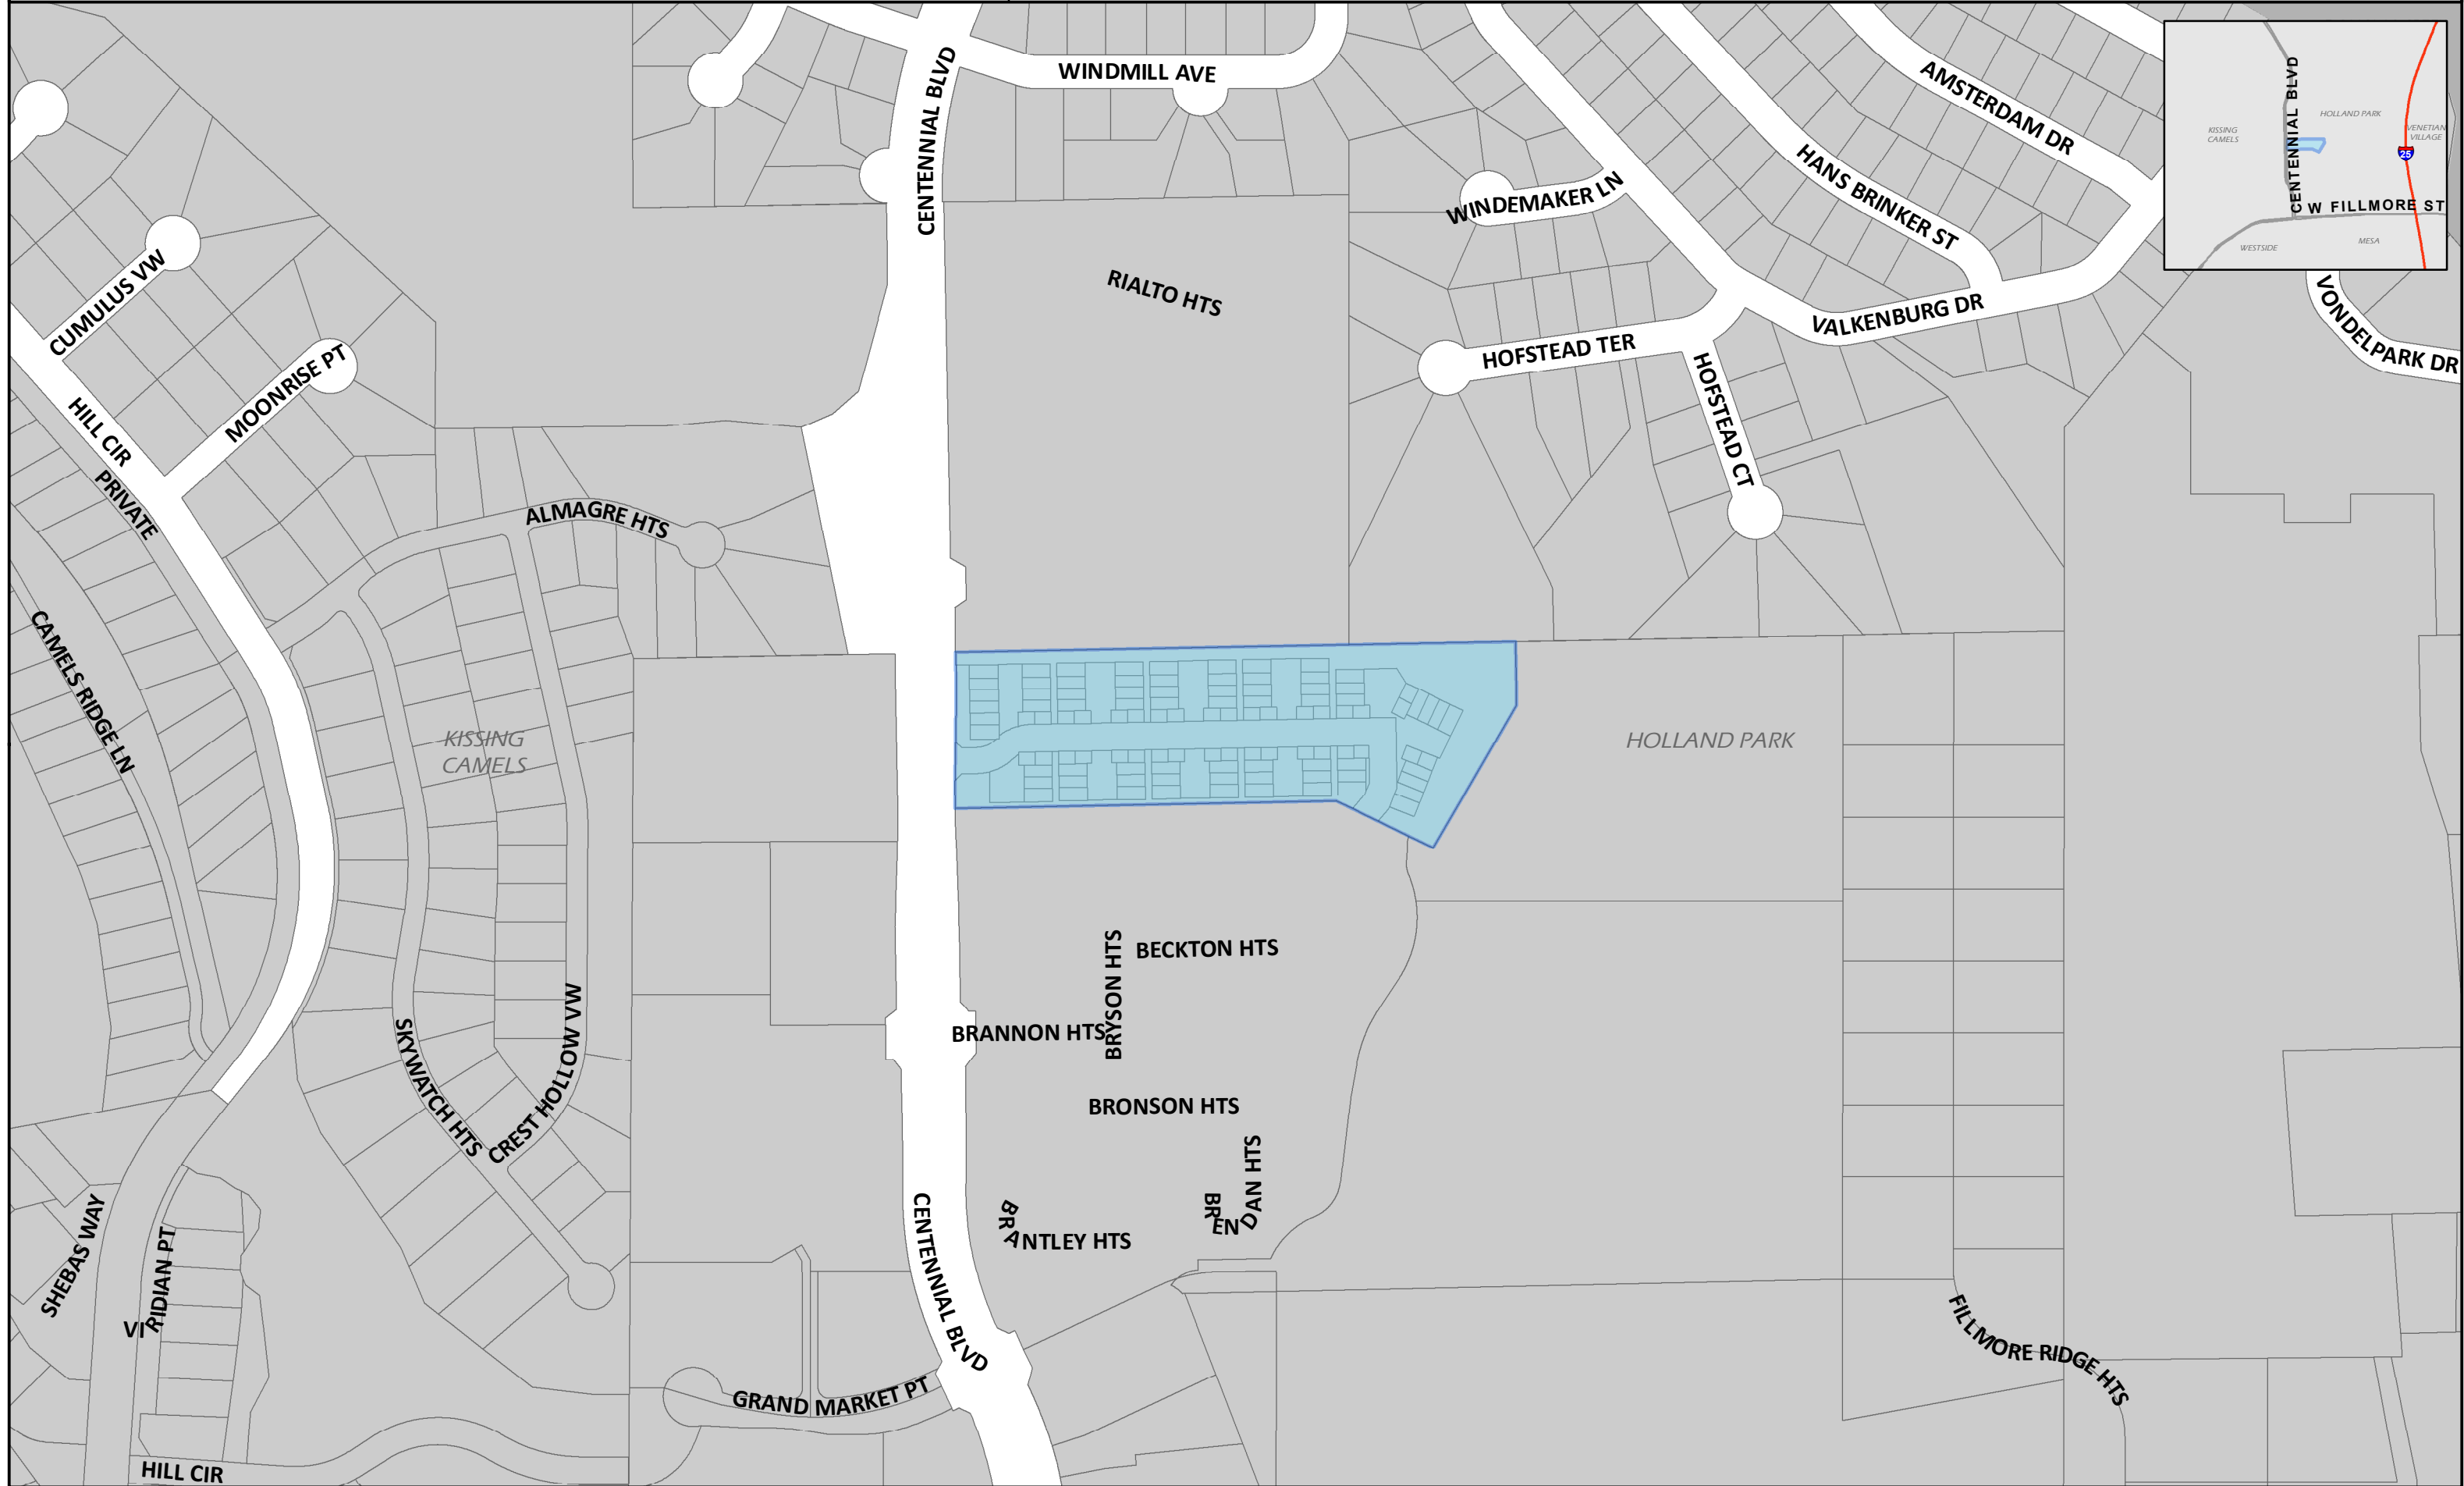 CENTENNIAL BLVD
WINDMILL AVE
AMSTERDAM DR
HANS BRINKER ST
WINDEMAKER LN
VALKENBURG DR
HOFSTEAD TER
HOFSTEAD CT
VONDELPARK DR
RIALTO HTS
CUMULUS VW
MOONRISE PT
HILL CIR
PRIVATE
ALMAGRE HTS
CAMELS RIDGE LN
KISSING
CAMELS
HOLLAND PARK
BECKTON HTS
BRYSON HTS
BRANNON HTS
BRONSON HTS
SKYWATCH HTS
CREST HOLLOW VW
BRENDAN HTS
BRANTLEY HTS
CENTENNIAL BLVD
SHEBAS WAY
VIRIDIAN PT
GRAND MARKET PT
FILLMORE RIDGE HTS
HILL CIR
CENTENNIAL BLVD
HOLLAND PARK
KISSING
CAMELS
VENETIAN
VILLAGE
25
W FILLMORE ST
WESTSIDE
MESA